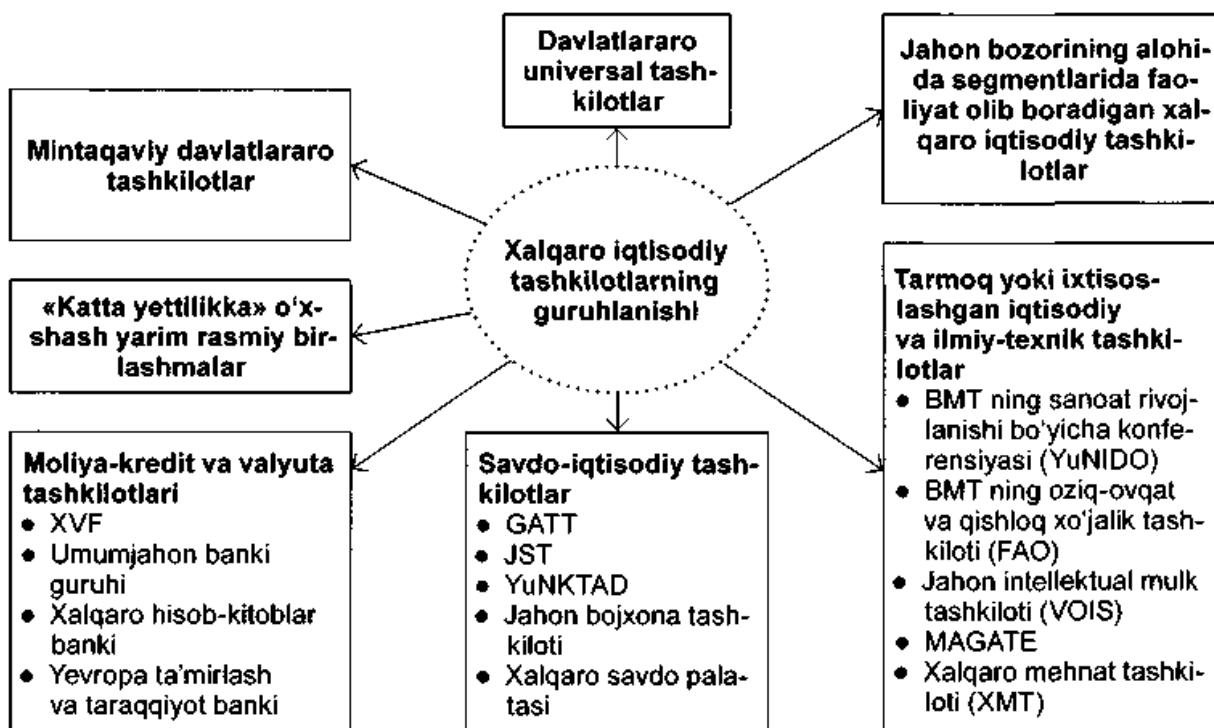 Davlatlararo
universal tash-
kilotlar
Jahon bozorining alohi-
da segmentlarida fao-
liyat olib boradigan xal-
qaro iqtisodiy tashki-
lotlar
Mintaqaviy davlatlararo
tashkilotlar
Xalqaro iqtisodiy
tashkilotlarning
guruhlanishi
«Katta yettilikka» o‘x-
shash yarim rasmiy bir-
lashmalar
Tarmoq yoki ixtisos-
lashgan iqtisodiy
va ilmiy-texnik tashki-
lotlar
● BMT ning sanoat rivoj-
lanishi bo‘yicha konfe-
rensiyasi (YuNIDO)
● BMT ning oziq-ovqat
va qishloq xo‘jalik tash-
kiloti (FAO)
● Jahon intellektual mulk
tashkiloti (VOIS)
● MAGATE
● Xalqaro mehnat tashki-
loti (XMT)
Moliya-kredit va valyuta
tashkilotlari
● XVF
● Umumjahon banki
guruhi
● Xalqaro hisob-kitoblar
banki
● Yevropa ta’mirlash
va taraqqiyot banki
Savdo-iqtisodiy tash-
kilotlar
● GATT
● JST
● YuNKTAD
● Jahon bojxona tash-
kiloti
● Xalqaro savdo pala-
tasi